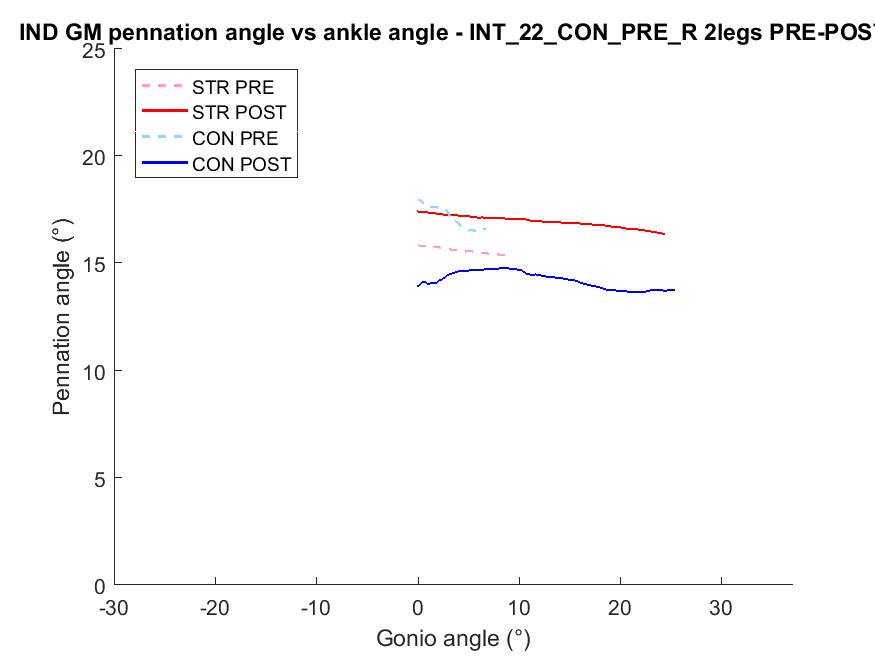 IND GM pennation angle vs ankle angle - INT_22_CON_PRE_R 2legs PRE-POST
25
20
15
10
5
0
Pennation angle (°)
STR PRE
STR POST
CON PRE
CON POST
-30 -20 -10 0 10 20 30
Gonio angle (°)